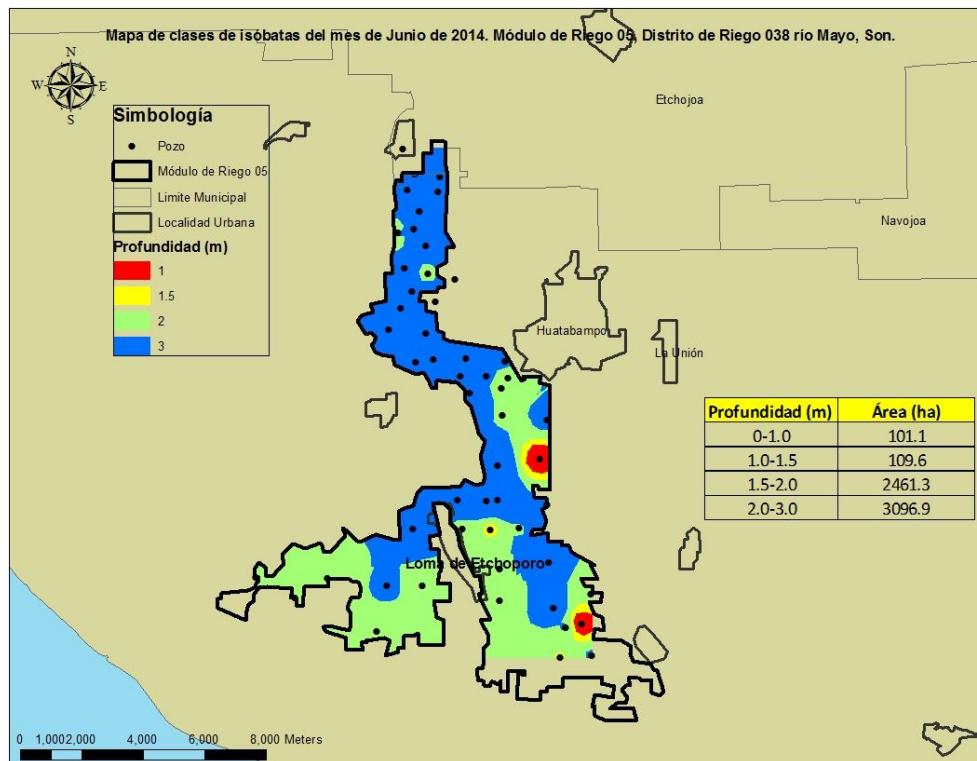 Mapa de clases de isóbatas del mes de Junio de 2014. Módulo de Riego 05, Distrito de Riego 038 río Mayo, Son.
N
W E
S
Simbología
Pozo
Módulo de Riego 05
Limite Municipal
Localidad Urbana
Profundidad (m)
1
1.5
2
3
Etchojoa
Navojoa
Huatabampo
La Unión
Loma de Etchoporo
Profundidad (m) Área (ha)
0-1.0 101.1
1.0-1.5 109.6
1.5-2.0 2461.3
2.0-3.0 3096.9
0 1,0002,000 4,000 6,000 8,000 Meters